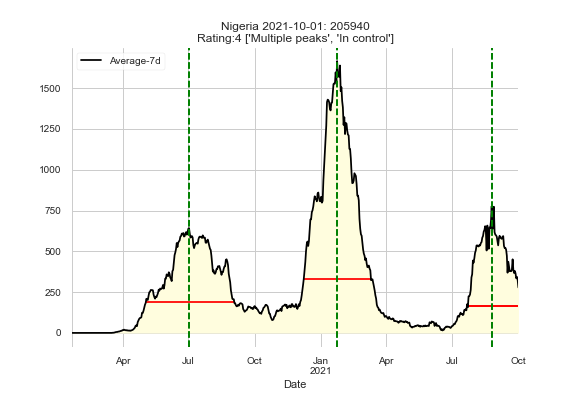 Nigeria 2021-10-01: 205940
Rating:4 ['Multiple peaks', 'In control']
Average-7d
1500
1250
1000
750
500
250
0
Apr
Jul
Oct
Jan
2021
Apr
Jul
Oct
Date